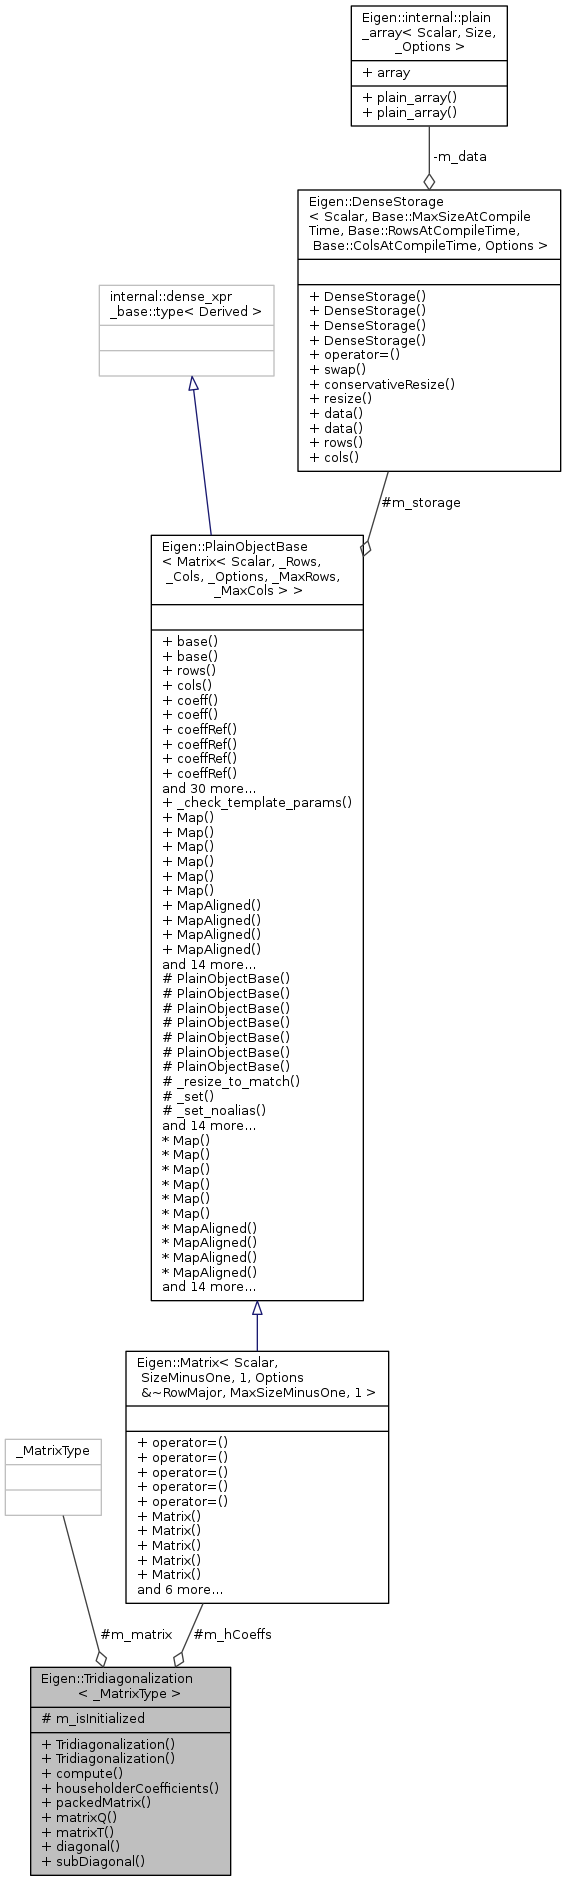 Eigen::internal::plain
_array< Scalar, Size,
_Options >
+ array
+ plain_array()
+ plain_array()
-m_data
Eigen::DenseStorage
< Scalar, Base::MaxSizeAtCompile
Time, Base::RowsAtCompileTime,
Base::ColsAtCompileTime, Options >
+ DenseStorage()
+ DenseStorage()
+ DenseStorage()
+ DenseStorage()
+ operator=()
+ swap()
+ conservativeResize()
+ resize()
+ data()
+ data()
+ rows()
+ cols()
internal::dense_xpr
_base::type< Derived >
#m_storage
Eigen::PlainObjectBase
< Matrix< Scalar, _Rows,
_Cols, _Options, _MaxRows,
_MaxCols > >
+ base()
+ base()
+ rows()
+ cols()
+ coeff()
+ coeff()
+ coeffRef()
+ coeffRef()
+ coeffRef()
+ coeffRef()
and 30 more...
+ _check_template_params()
+ Map()
+ Map()
+ Map()
+ Map()
+ Map()
+ Map()
+ MapAligned()
+ MapAligned()
+ MapAligned()
+ MapAligned()
and 14 more...
# PlainObjectBase()
# PlainObjectBase()
# PlainObjectBase()
# PlainObjectBase()
# PlainObjectBase()
# PlainObjectBase()
# PlainObjectBase()
# _resize_to_match()
# _set()
# _set_noalias()
and 14 more...
* Map()
* Map()
* Map()
* Map()
* Map()
* Map()
* MapAligned()
* MapAligned()
* MapAligned()
* MapAligned()
and 14 more...
Eigen::Matrix< Scalar,
SizeMinusOne, 1, Options
&~RowMajor, MaxSizeMinusOne, 1 >
+ operator=()
+ operator=()
+ operator=()
+ operator=()
+ operator=()
+ Matrix()
+ Matrix()
+ Matrix()
+ Matrix()
+ Matrix()
and 6 more...
_MatrixType
#m_matrix
#m_hCoeffs
Eigen::Tridiagonalization
< _MatrixType >
# m_isInitialized
+ Tridiagonalization()
+ Tridiagonalization()
+ compute()
+ householderCoefficients()
+ packedMatrix()
+ matrixQ()
+ matrixT()
+ diagonal()
+ subDiagonal()